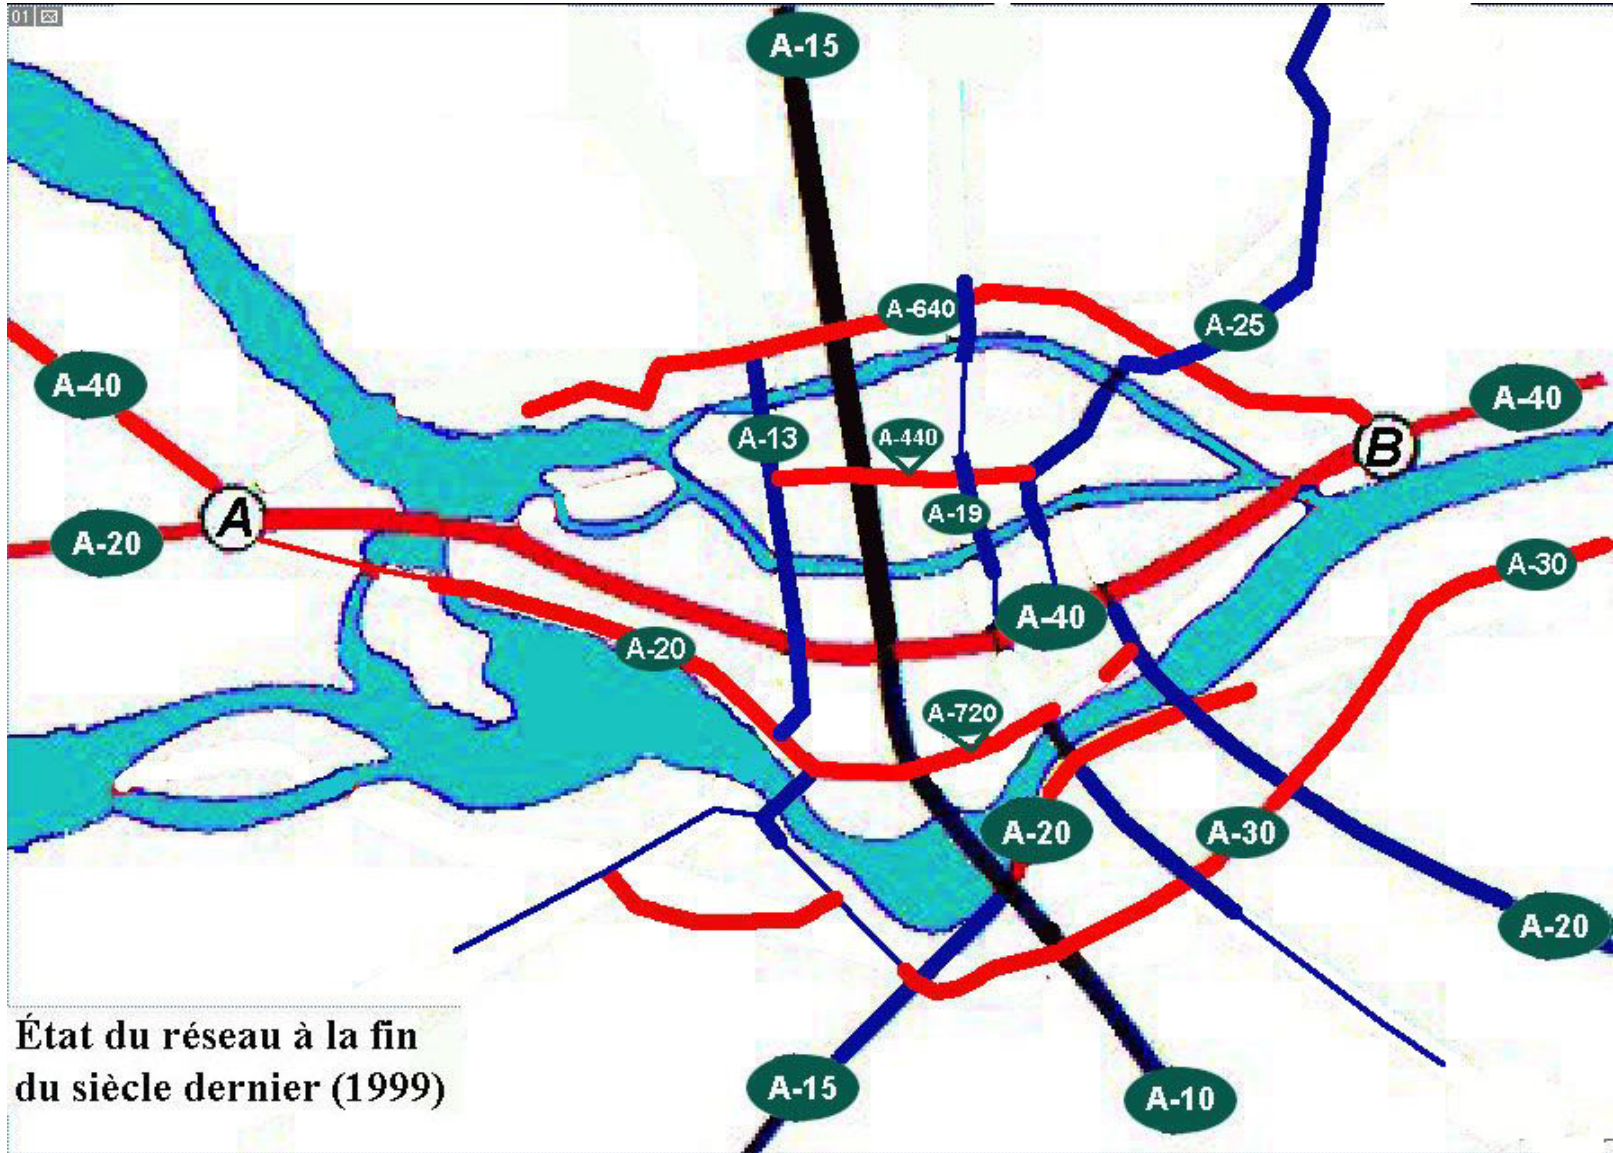 01
A-15
A-640
A-25
A-40
A-40
A-13
A-440
B
A
A-19
A-20
A-30
A-40
A-20
A-720
A-20
A-30
A-20
État du réseau à la fin
du siècle dernier (1999)
A-15
A-10